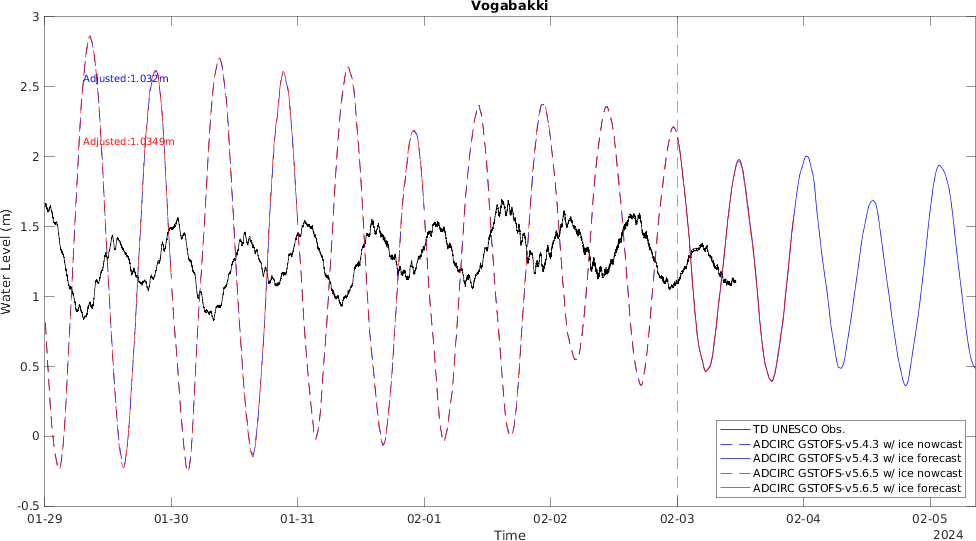 Vogabakki
3
2.5
2
1.5
1
0.5
0
-0.5
Water Level (m)
Adjusted:1.032m
Adjusted:1.0349m
TD UNESCO Obs.
ADCIRC GSTOFS-v5.4.3 w/ ice nowcast
ADCIRC GSTOFS-v5.4.3 w/ ice forecast
ADCIRC GSTOFS-v5.6.5 w/ ice nowcast
ADCIRC GSTOFS-v5.6.5 w/ ice forecast
01-29 01-30 01-31 02-01 02-02 02-03 02-04 02-05
Time
2024